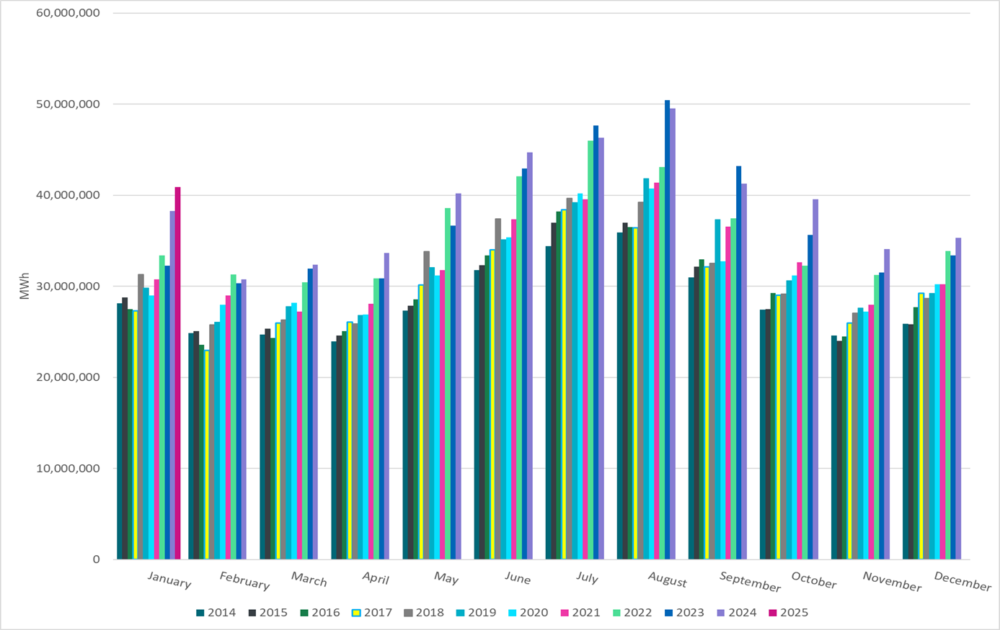 60,000,000
50,000,000
40,000,000
30,000,000
20,000,000
10,000,000
0
MWh
January February March April May June July August September October November December
2014 2015 2016 2017 2018 2019 2020 2021 2022 2023 2024 2025